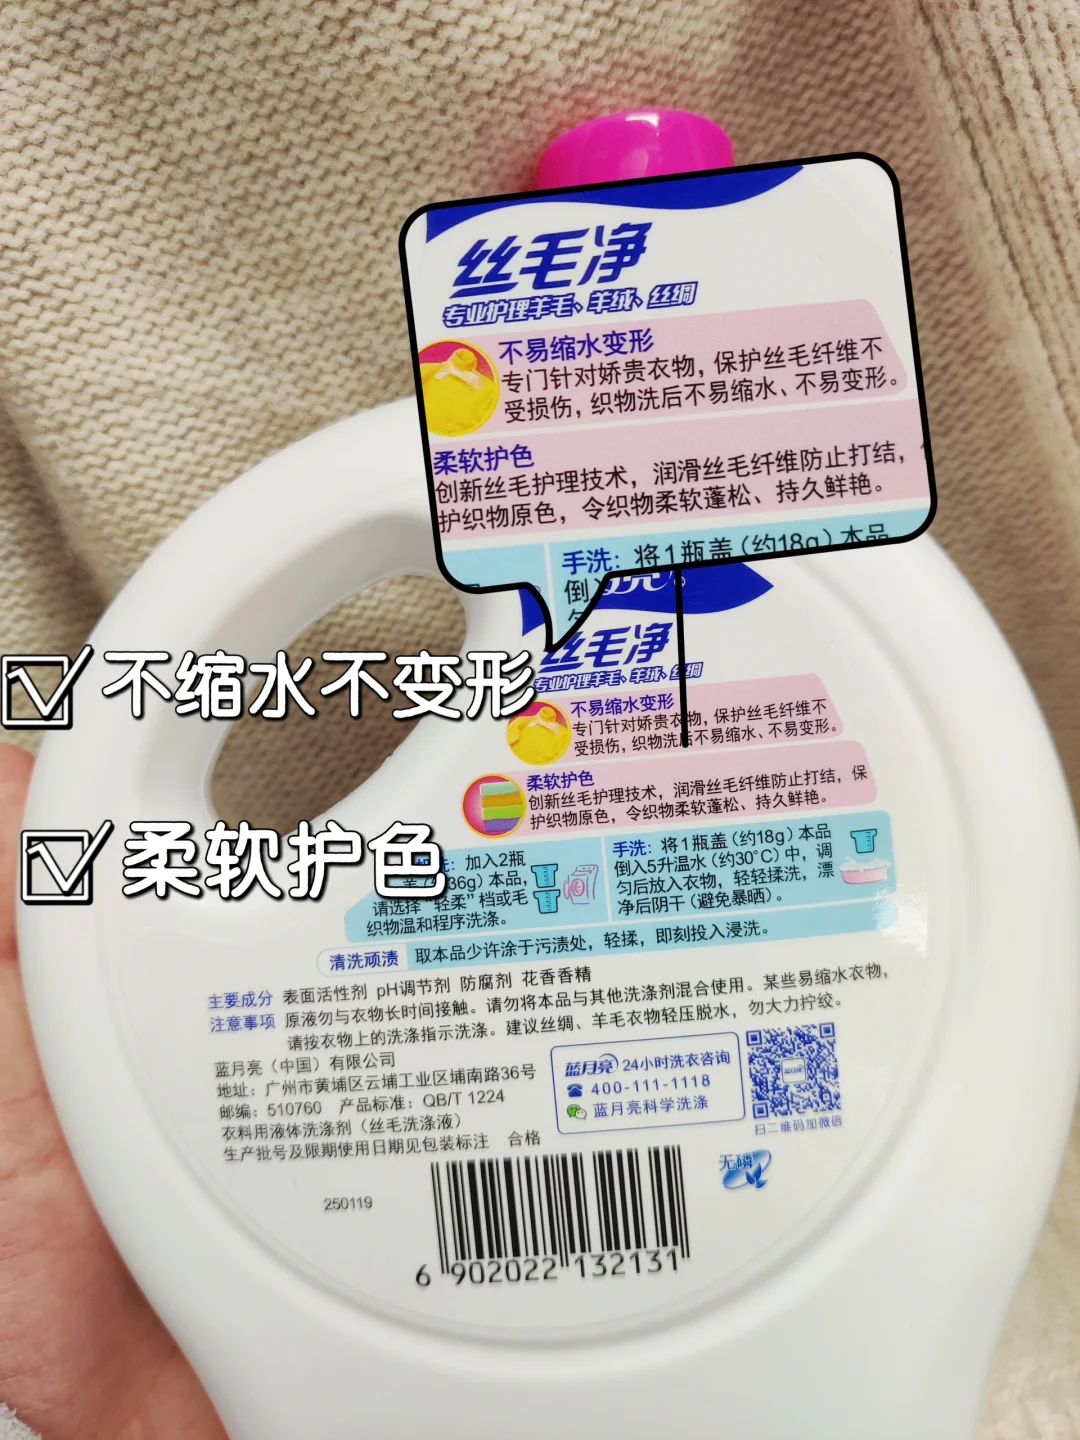 丝毛净
专业护理羊毛、羊绒、丝绸
不易缩水变形
专门针对娇贵衣物，保护丝毛纤维不
受损伤，织物洗后不易缩水、不易变形。
柔软护色
创新丝毛护理技术，润滑丝毛纤维防止打结，
护织物原色，令织物柔软蓬松、持久鲜艳。
手洗：将1瓶盖（约18g）本品
倒入
不缩水不变形
柔软护色
丝毛净
专业护理羊毛、羊绒、丝绸
不易缩水变形
专门针对娇贵衣物，保护丝毛纤维不
受损伤，织物洗后不易缩水、不易变形。
柔软护色
创新丝毛护理技术，润滑丝毛纤维防止打结，保
护织物原色，令织物柔软蓬松、持久鲜艳。
洗：加入2瓶
36g）本品，
请选择“轻柔”档或毛
织物温和程序洗涤。
手洗：将1瓶盖（约18g）本品
倒入5升温水（约30°C）中，调
匀后放入衣物，轻轻揉洗，漂
净后阴干（避免暴晒）。
清洗顽渍 取本品少许涂于污渍处，轻揉，即刻投入浸洗。
主要成分 表面活性剂 pH调节剂 防腐剂 花香香精
注意事项 原液勿与衣物长时间接触。请勿将本品与其他洗涤剂混合使用。某些易缩水衣物，
请按衣物上的洗涤指示洗涤。建议丝绸、羊毛衣物轻压脱水，勿大力拧绞。
蓝月亮（中国）有限公司
地址：广州市黄埔区云埔工业区埔南路36号
邮编：510760 产品标准：QB/T 1224
衣料用液体洗涤剂（丝毛洗涤液）
生产批号及限期使用日期见包装标注 合格
蓝月亮 24小时洗衣咨询
400-111-1118
蓝月亮科学洗涤
扫二维码加微信
无磷
250119
6 902022 132131